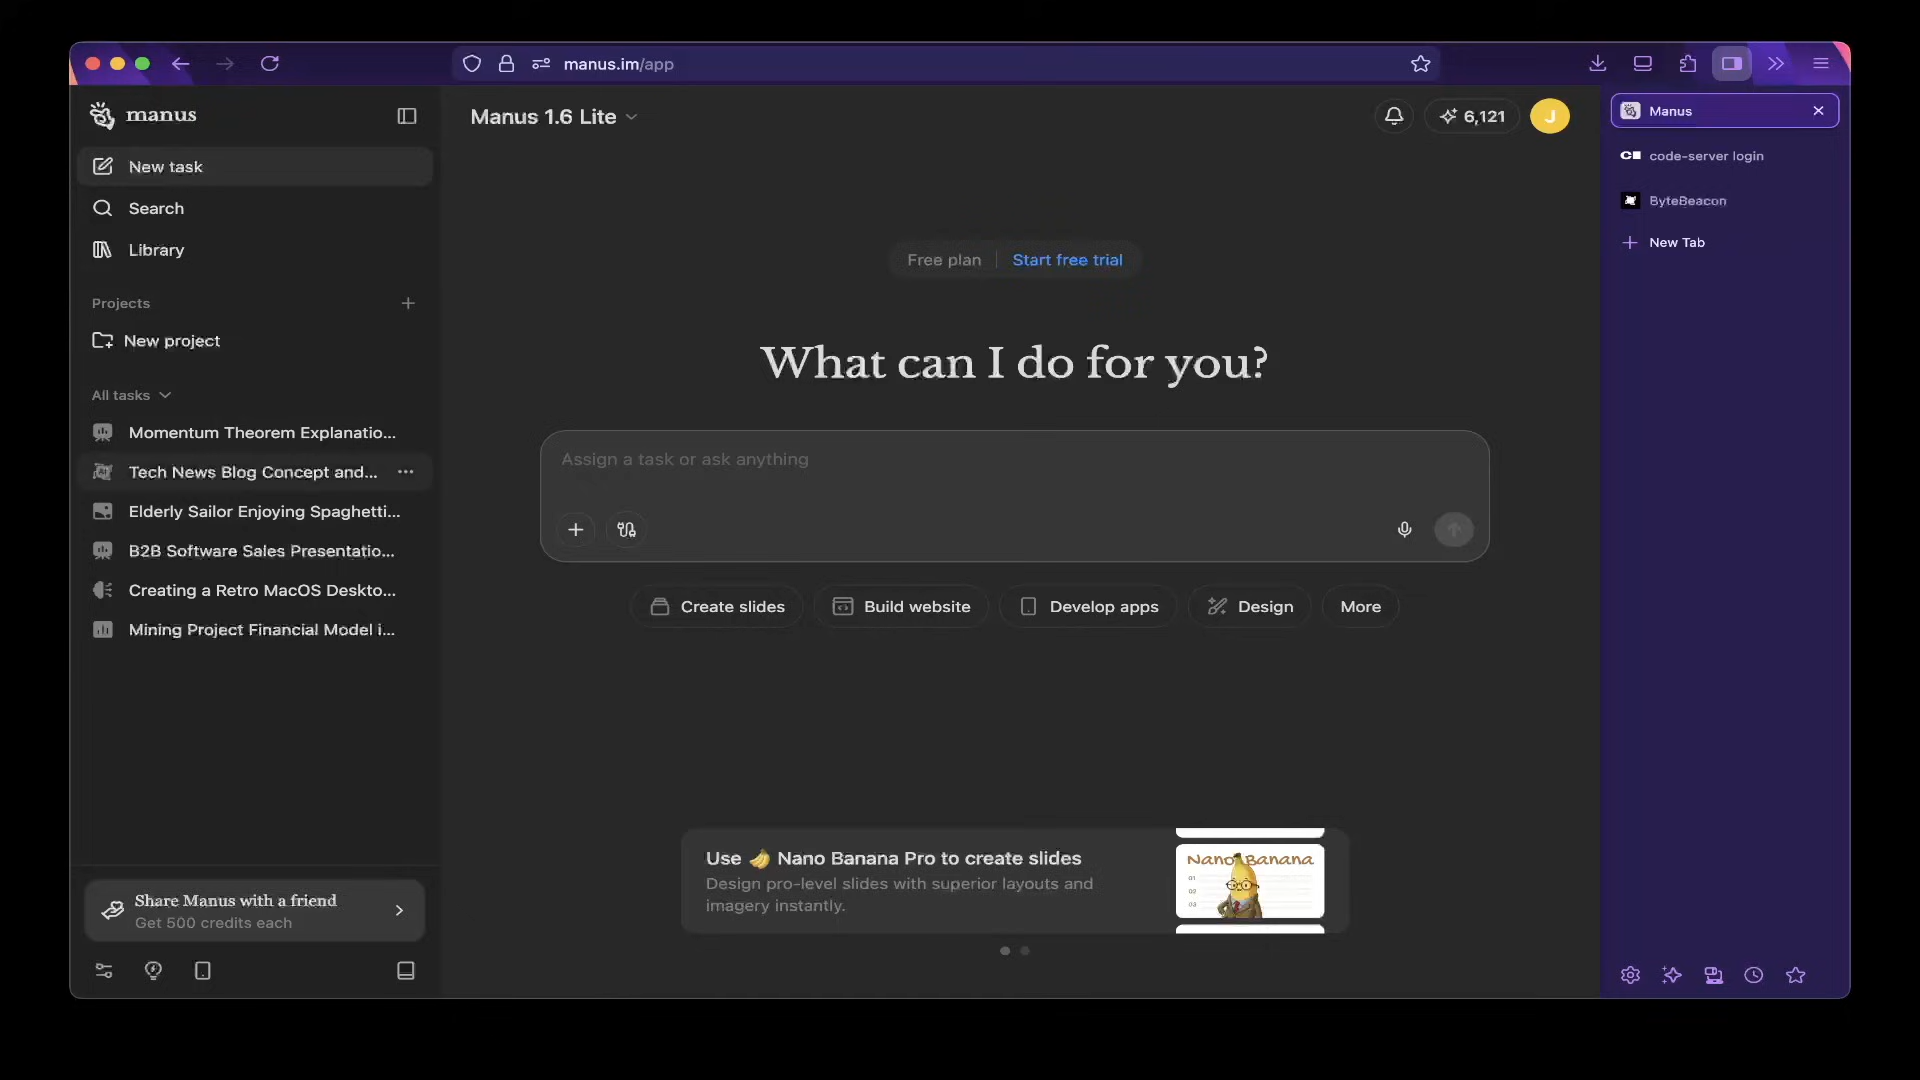 manus.im/app
manus
New task
Search
Library
Projects
New project
All tasks
Momentum Theorem Explanatio...
Tech News Blog Concept and...
Elderly Sailor Enjoying Spaghetti...
B2B Software Sales Presentatio...
Creating a Retro MacOS Deskto...
Mining Project Financial Model i...
Share Manus with a friend
Get 500 credits each
Manus 1.6 Lite
6,121
J
Free plan
Start free trial
What can I do for you?
Assign a task or ask anything
Create slides
Build website
Develop apps
Design
More
Use 🍌 Nano Banana Pro to create slides
Design pro-level slides with superior layouts and
imagery instantly.
Nano Banana
01
02
03
Manus
code-server login
ByteBeacon
New Tab